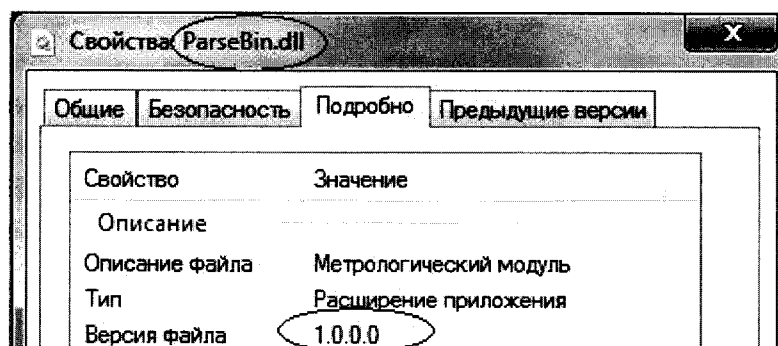 Свойства: ParseBin.dll
x
Общие Безопасность Подробно Предыдущие версии
Свойство Значение
Описание
Описание файла Метрологический модуль
Тип Расширение приложения
Версия файла 1.0.0.0